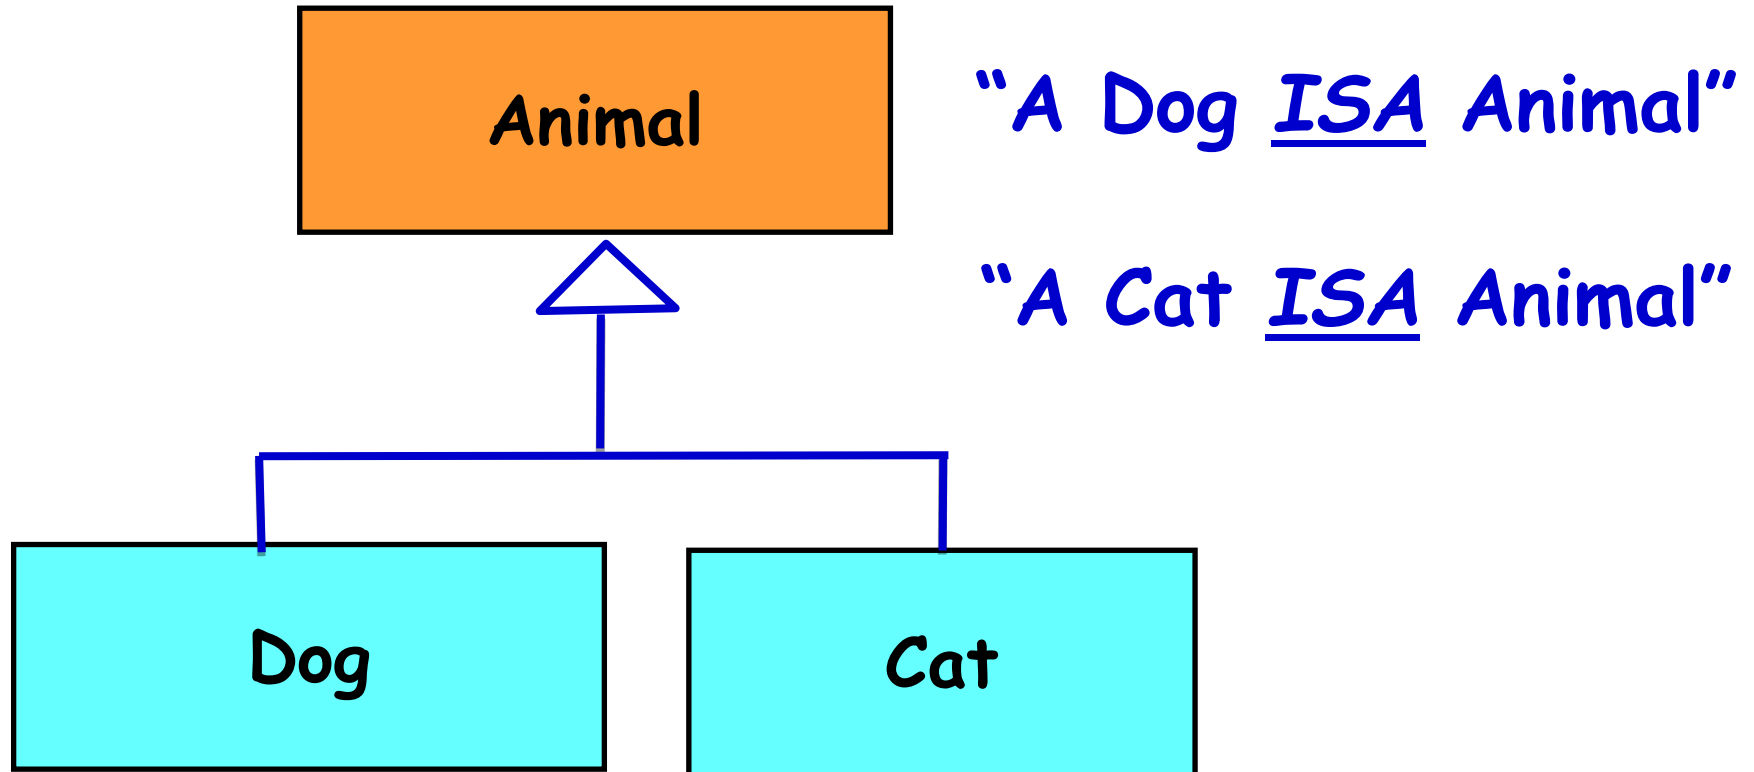 Animal
“A Dog ISA Animal”
“A Cat ISA Animal”
Dog
Cat